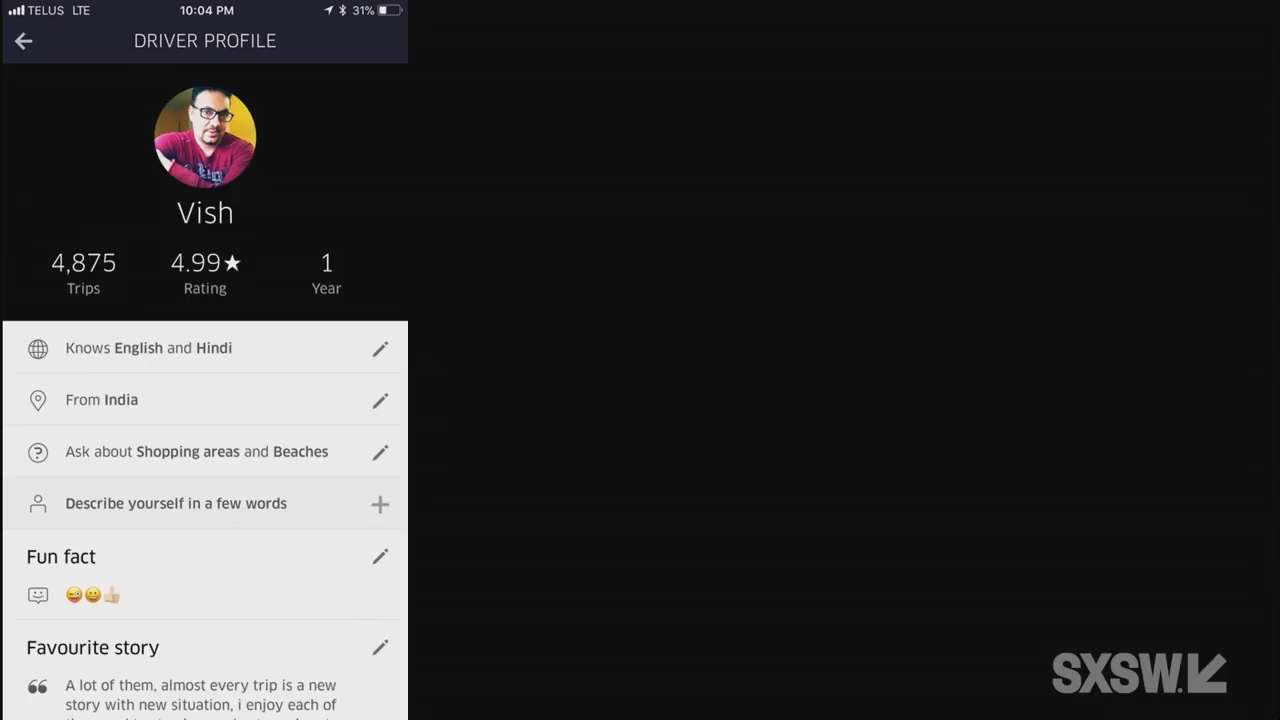 TELUS LTE 10:04 PM 31%
DRIVER PROFILE
Vish
4,875 4.99★ 1
Trips Rating Year
Knows English and Hindi
From India
Ask about Shopping areas and Beaches
Describe yourself in a few words
Fun fact
😜😀👍🏻
Favourite story
A lot of them, almost every trip is a new
story with new situation, i enjoy each of
SXSW.